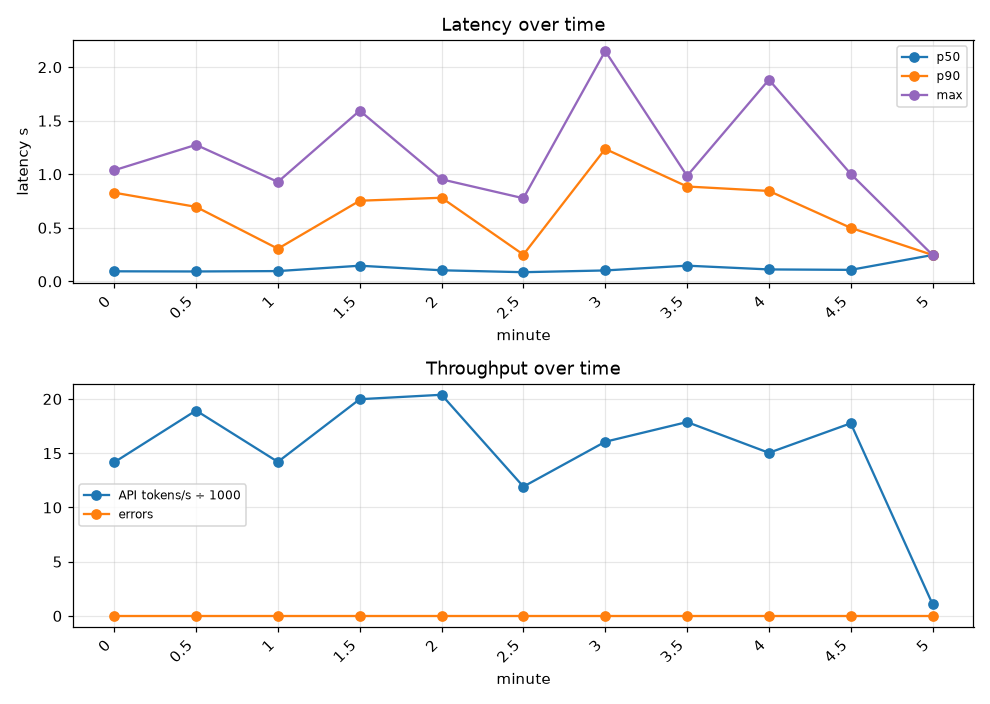 Latency over time
latency s
2.0
1.5
1.0
0.5
0.0
p50
p90
max
0 0.5 1 1.5 2 2.5 3 3.5 4 4.5 5
minute
Throughput over time
20
15
10
5
0
API tokens/s ÷ 1000
errors
0 0.5 1 1.5 2 2.5 3 3.5 4 4.5 5
minute